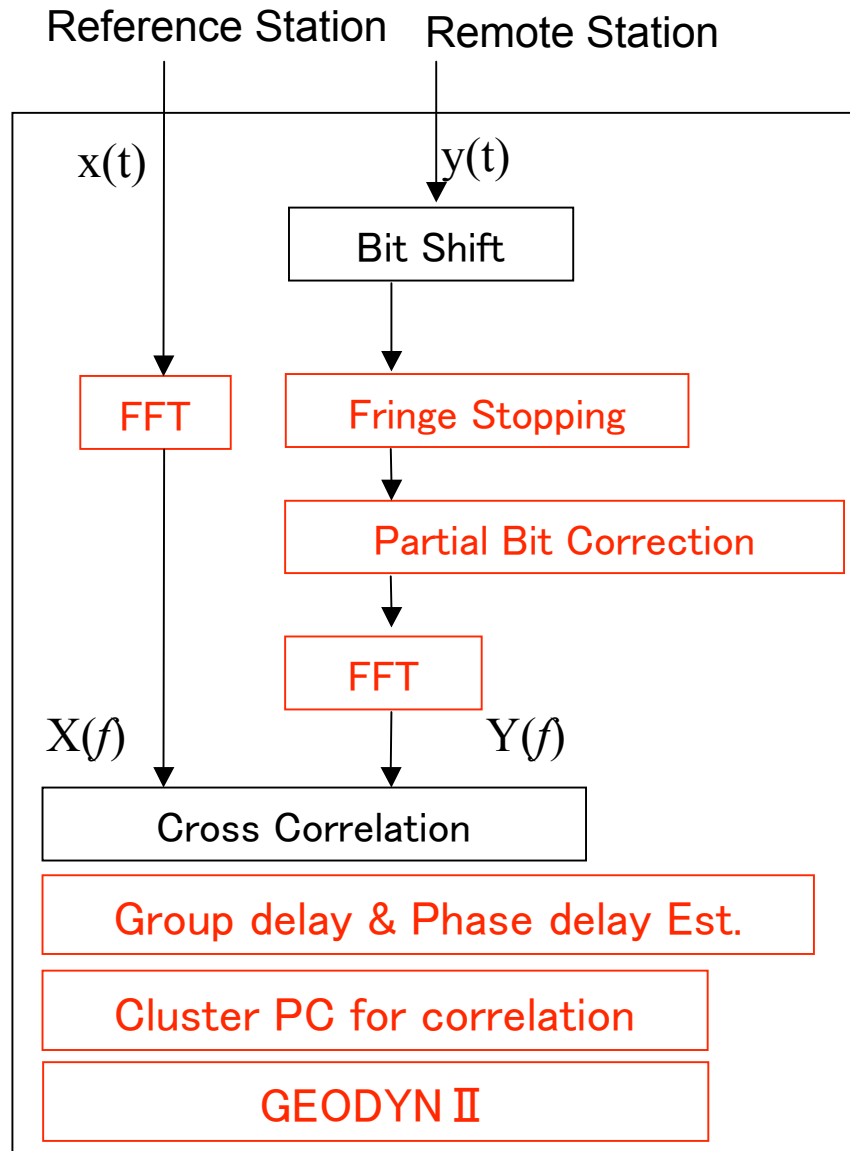 Reference Station
Remote Station
x(t)
y(t)
Bit Shift
FFT
Fringe Stopping
Partial Bit Correction
FFT
X(f)
Y(f)
Cross Correlation
Group delay & Phase delay Est.
Cluster PC for correlation
GEODYN Ⅱ